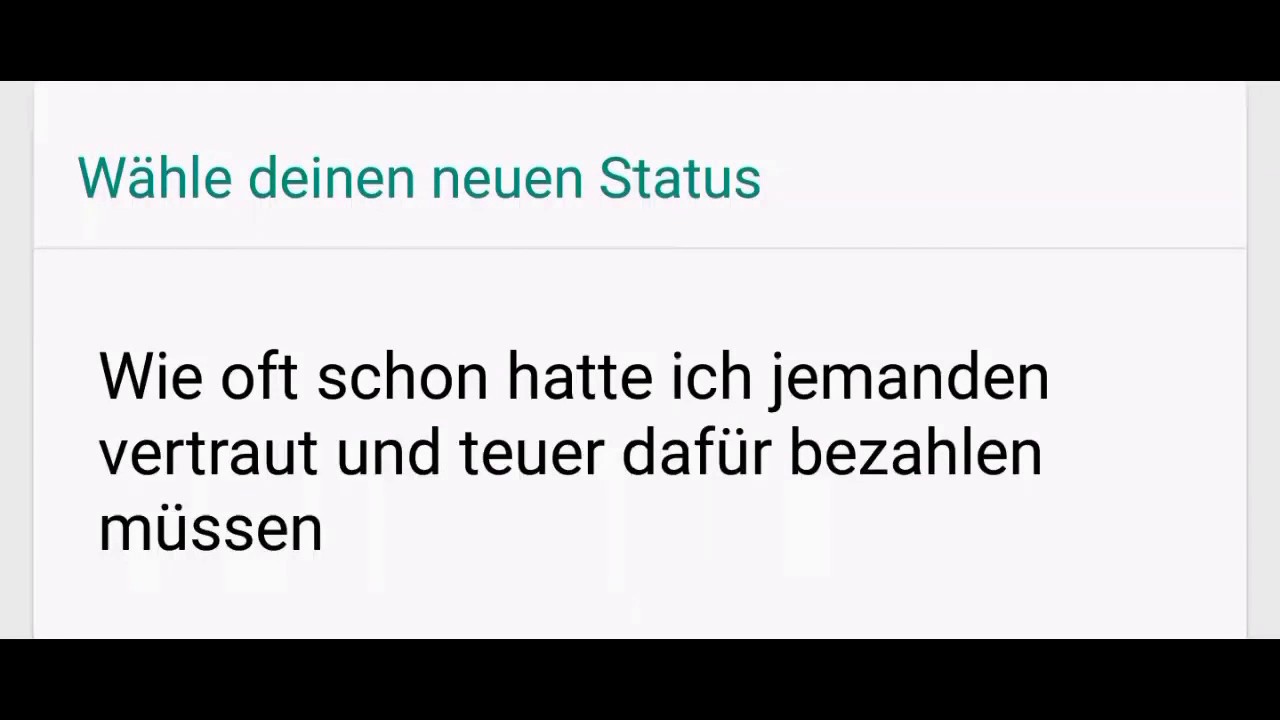 Wähle deinen neuen Status
Wie oft schon hatte ich jemanden
vertraut und teuer dafür bezahlen
müssen